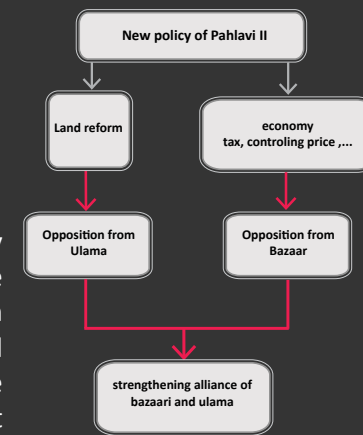 New policy of Pahlavi II
Land reform
economy
tax, controling price ,...
Opposition from
Ulama
Opposition from
Bazaar
strengthening alliance of
bazaari and ulama